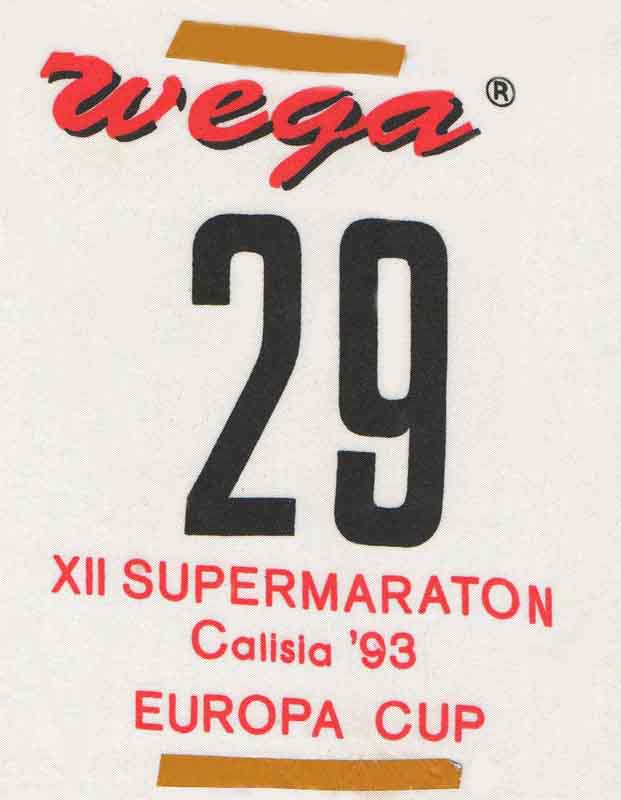 wega ®
29
XII SUPERMARATON
Calisia '93
EUROPA CUP